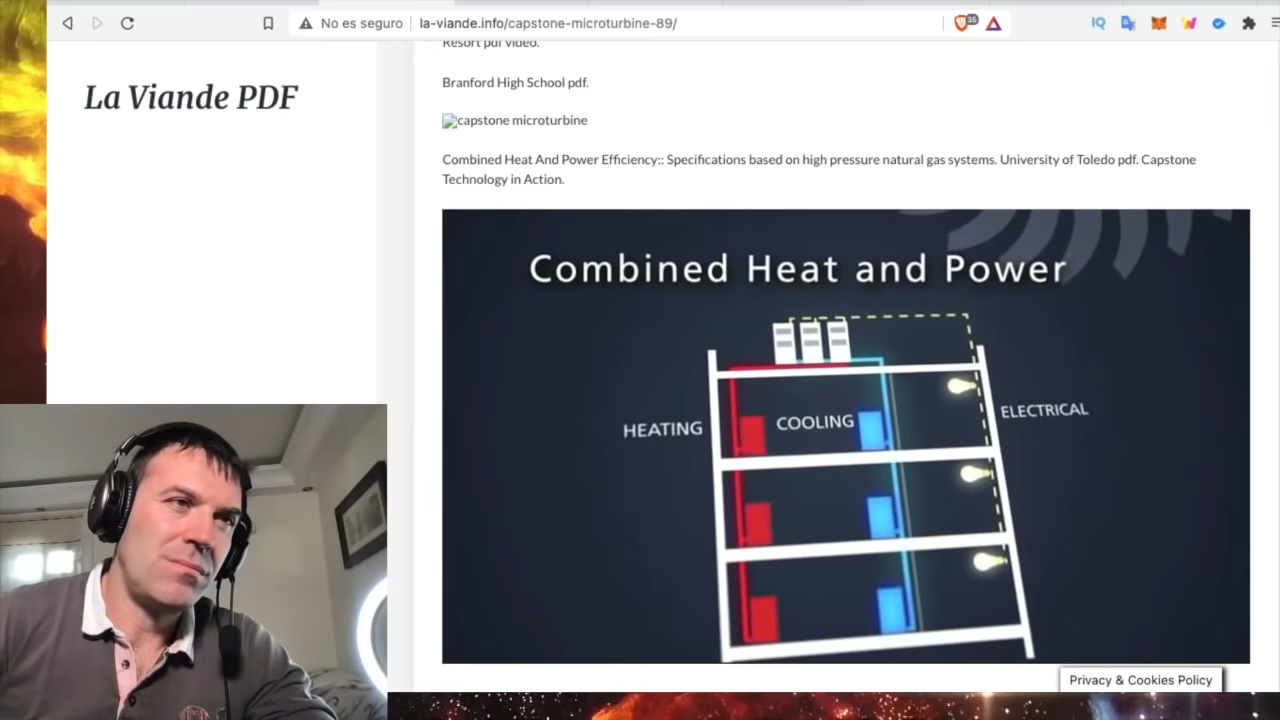 No es seguro
la-viande.info/capstone-microturbine-89/
35
IQ
La Viande PDF
Resort pdf video.
Branford High School pdf.
capstone microturbine
Combined Heat And Power Efficiency:: Specifications based on high pressure natural gas systems. University of Toledo pdf. Capstone
Technology in Action.
Combined Heat and Power
HEATING
COOLING
ELECTRICAL
Privacy & Cookies Policy